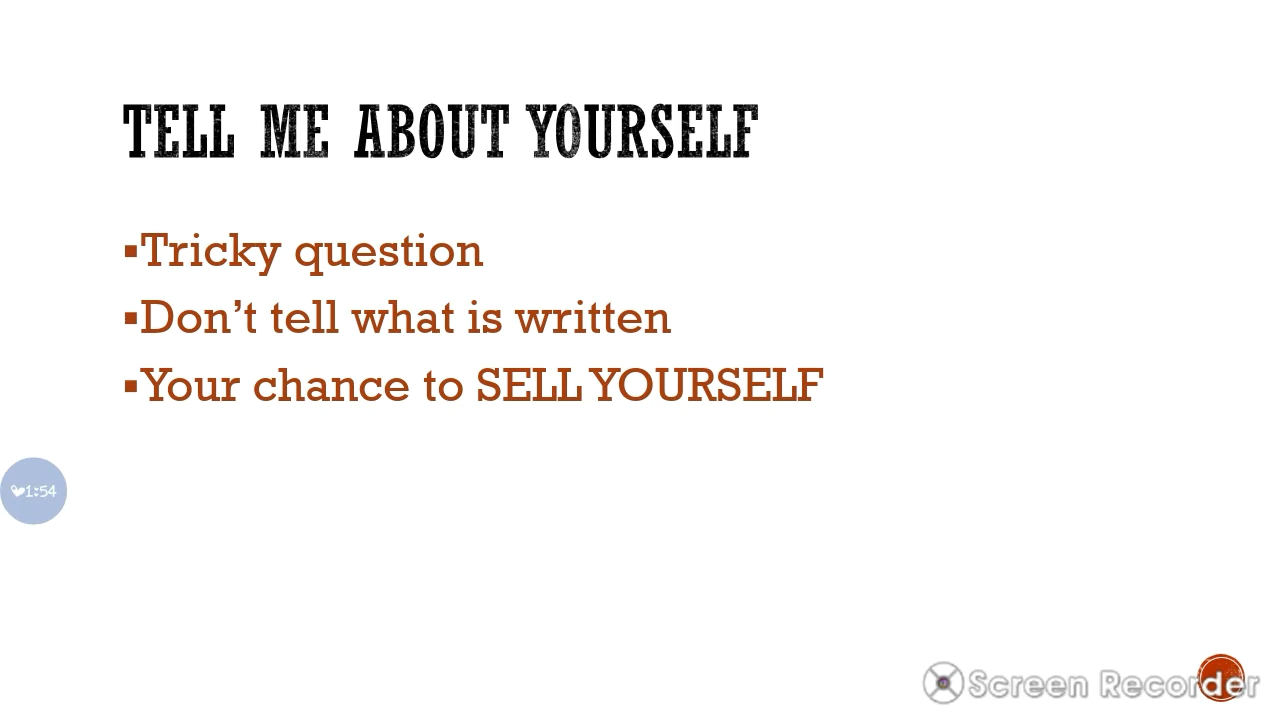 TELL ME ABOUT YOURSELF
▪Tricky question
▪Don’t tell what is written
▪Your chance to SELL YOURSELF
1:54
Screen Recorder